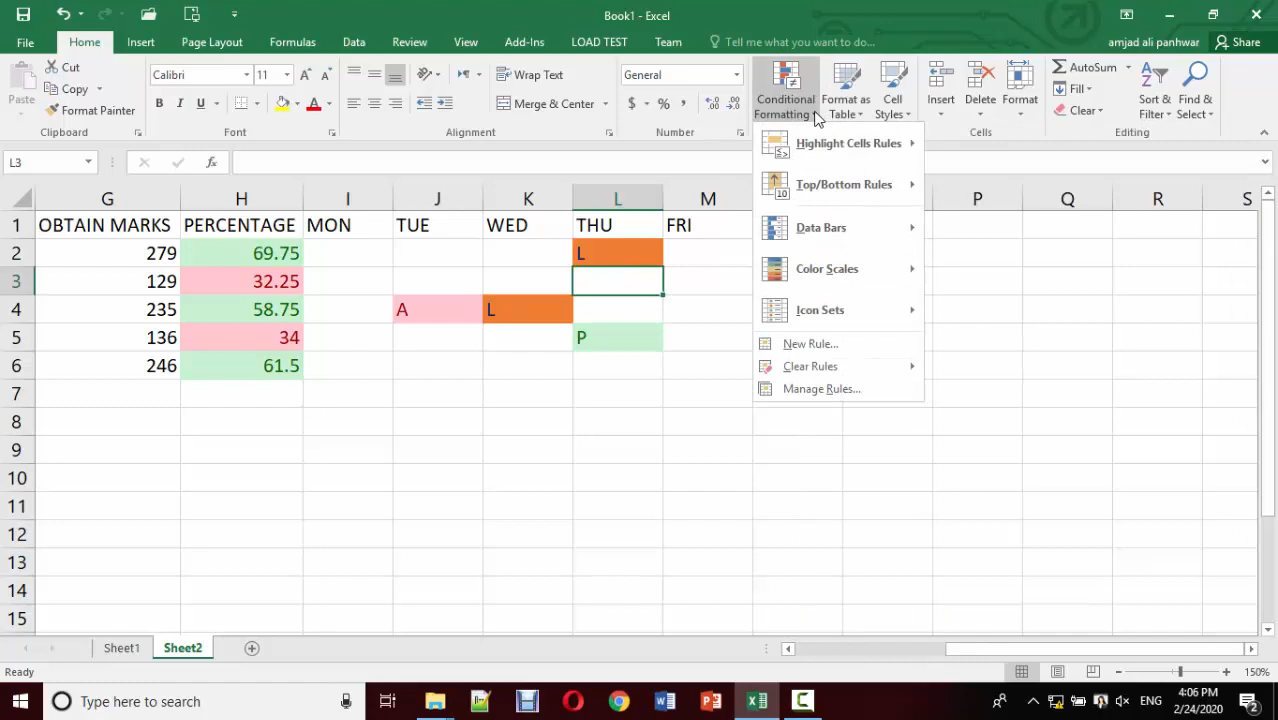 Book1 - Excel
File Home Insert Page Layout Formulas Data Review View Add-Ins LOAD TEST Team Tell me what you want to do... amjad ali panhwar Share
Paste
Cut
Copy
Format Painter
Clipboard
Calibri 11
B I U A
Font
Wrap Text
Merge & Center
Alignment
General
$ % ,
Number
Conditional Formatting
Format as Table
Cell Styles
Insert
Delete
Format
Cells
AutoSum
Fill
Clear
Sort & Filter
Find & Select
Editing
Highlight Cells Rules
Top/Bottom Rules
Data Bars
Color Scales
Icon Sets
New Rule...
Clear Rules
Manage Rules...
L3 fx
G H I J K L M P Q R S
1 OBTAIN MARKS PERCENTAGE MON TUE WED THU FRI
2 279 69.75 L
3 129 32.25
4 235 58.75 A L
5 136 34 P
6 246 61.5
7
8
9
10
11
12
13
14
15
Sheet1 Sheet2
Ready 150%
Type here to search ENG 4:06 PM
2/24/2020 2